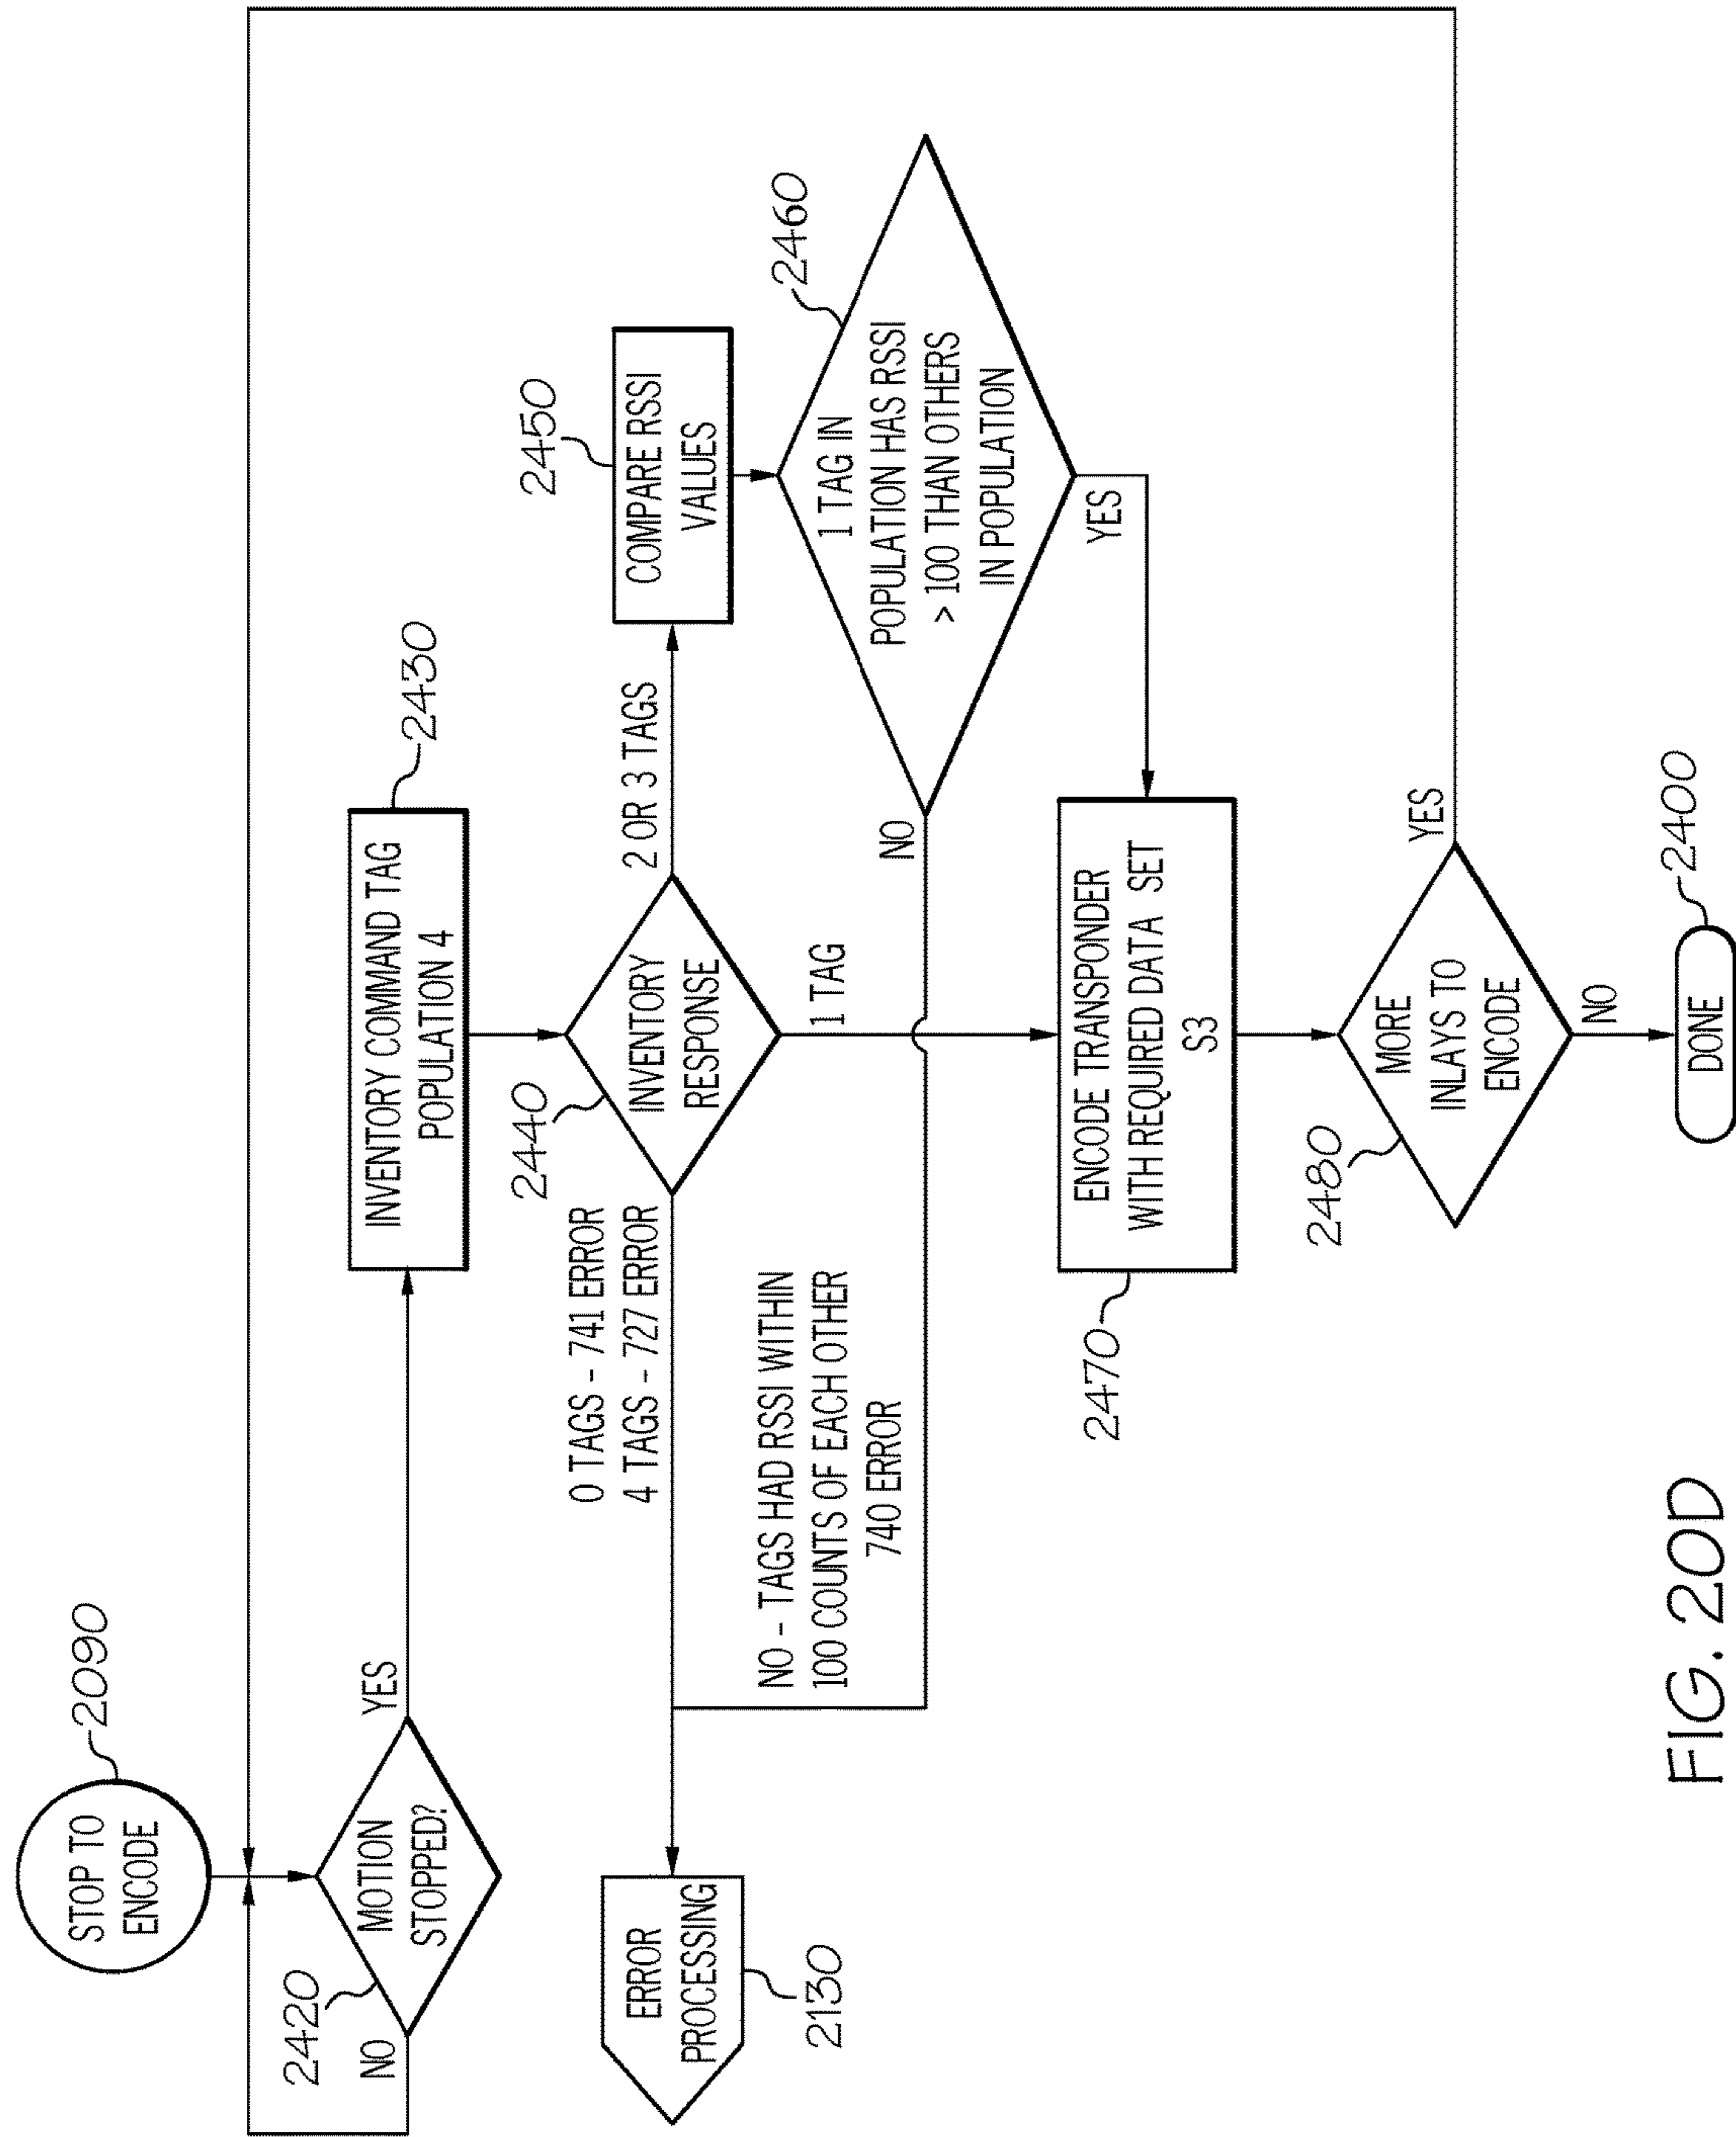 STOP TO
ENCODE
2090
MOTION
STOPPED?
2420
NO
YES
INVENTORY COMMAND TAG
POPULATION 4
2430
INVENTORY
RESPONSE
2440
0 TAGS - 741 ERROR
4 TAGS - 727 ERROR
2 OR 3 TAGS
1 TAG
COMPARE RSSI
VALUES
2450
1 TAG IN
POPULATION HAS RSSI
> 100 THAN OTHERS
IN POPULATION
2460
NO
YES
NO - TAGS HAD RSSI WITHIN
100 COUNTS OF EACH OTHER
740 ERROR
ERROR
PROCESSING
2130
ENCODE TRANSPONDER
WITH REQUIRED DATA SET
S3
2470
MORE
INLAYS TO
ENCODE
2480
YES
NO
DONE
2400
FIG. 20D